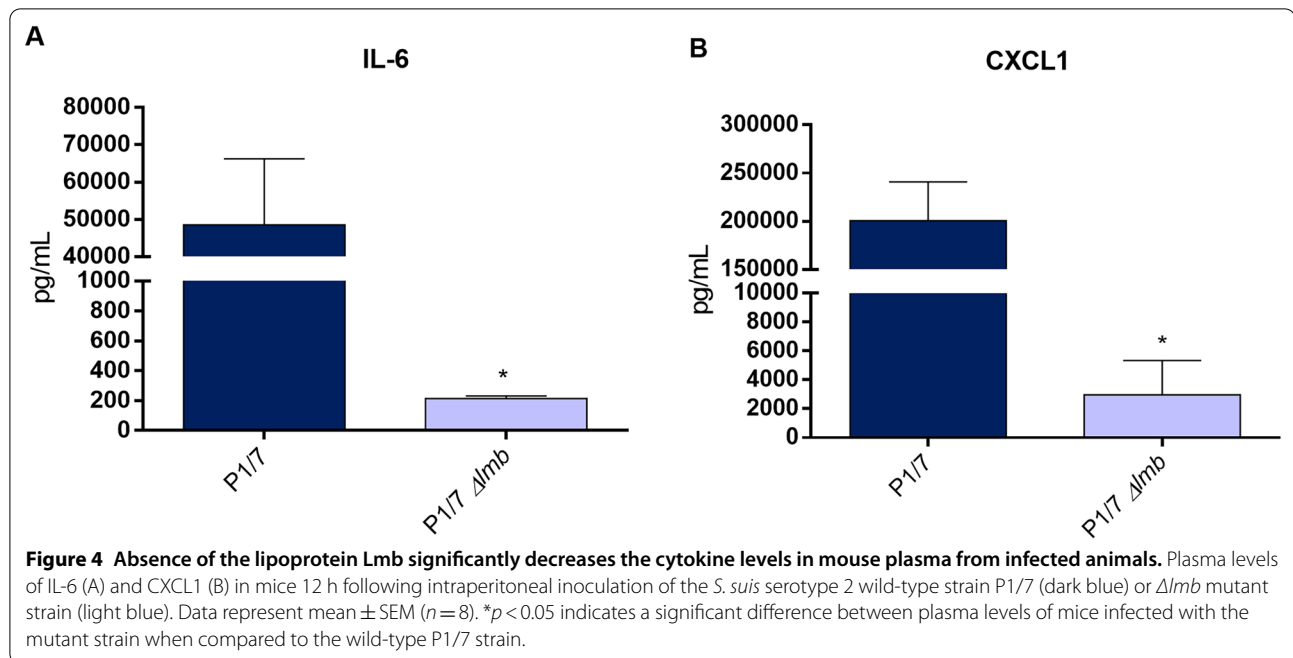 A
IL-6
80000
70000
60000
50000
40000
1000
800
600
400
200
0
pg/mL
*
P1/7
P1/7 Δlmb
B
CXCL1
300000
250000
200000
150000
10000
8000
6000
4000
2000
0
pg/mL
*
P1/7
P1/7 Δlmb
Figure 4 Absence of the lipoprotein Lmb significantly decreases the cytokine levels in mouse plasma from infected animals. Plasma levels
of IL-6 (A) and CXCL1 (B) in mice 12 h following intraperitoneal inoculation of the S. suis serotype 2 wild-type strain P1/7 (dark blue) or Δlmb mutant
strain (light blue). Data represent mean ± SEM (n = 8). *p < 0.05 indicates a significant difference between plasma levels of mice infected with the
mutant strain when compared to the wild-type P1/7 strain.